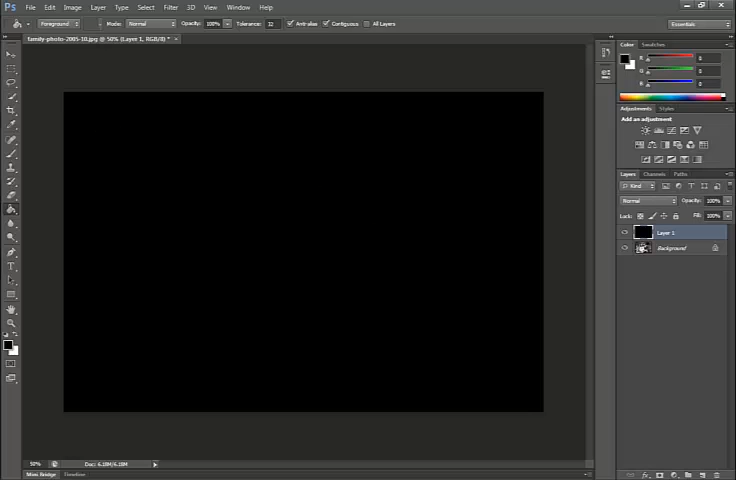 Ps File Edit Image Layer Type Select Filter 3D View Window Help
Foreground Mode: Normal Opacity: 100% Tolerance: 32 Anti-alias Contiguous All Layers Essentials
family-photo-2005-10.jpg @ 50% (Layer 1, RGB/8) * ×
Color Swatches
R 0
G 0
B 0
Adjustments Styles
Add an adjustment
Layers Channels Paths
Kind
Normal Opacity: 100%
Lock: Fill: 100%
Layer 1
Background
50% Doc: 6.18M/6.18M
Mini Bridge Timeline